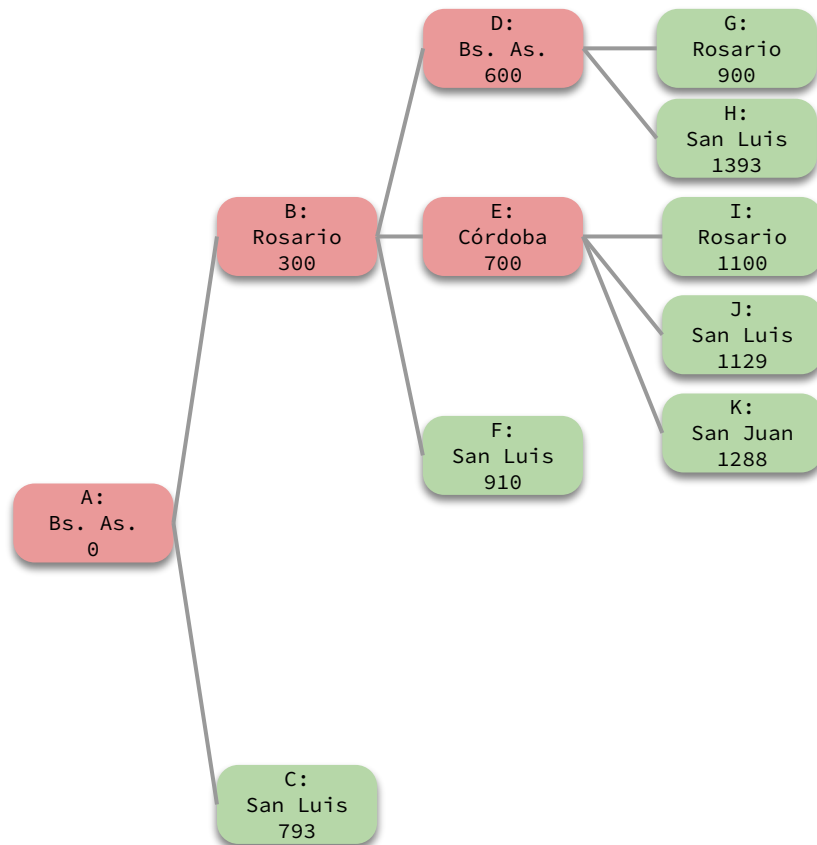 D:
Bs. As.
600
G:
Rosario
900
H:
San Luis
1393
B:
Rosario
300
E:
Córdoba
700
I:
Rosario
1100
J:
San Luis
1129
K:
San Juan
1288
F:
San Luis
910
A:
Bs. As.
0
C:
San Luis
793